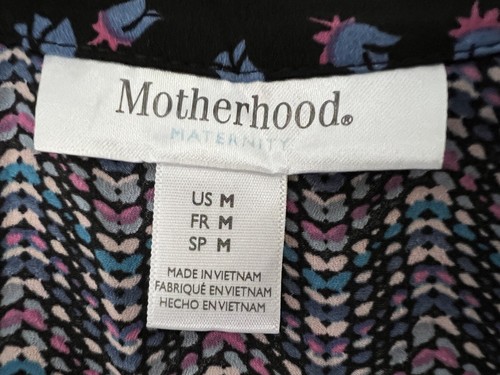 Motherhood®
MATERNITY
US M
FR M
SP M
MADE IN VIETNAM
FABRIQUÉ EN VIETNAM
HECHO EN VIETNAM